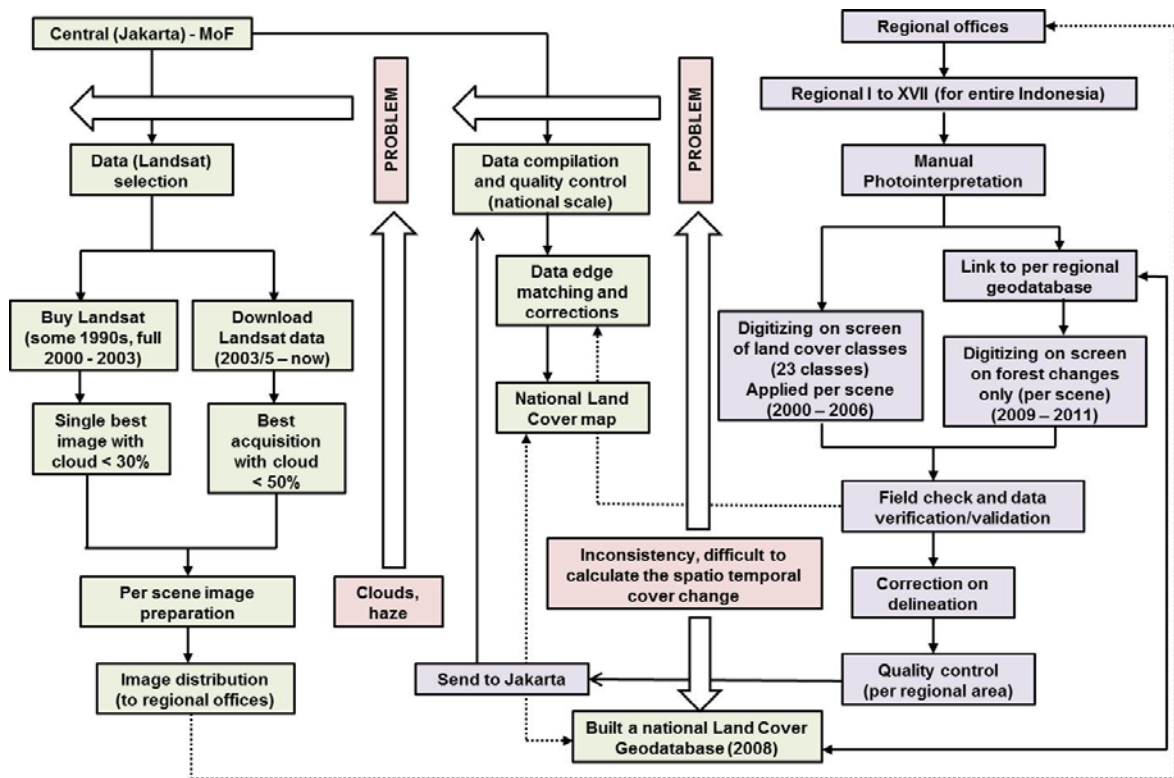 Central (Jakarta) - MoF
Data (Landsat)
selection
Buy Landsat
(some 1990s, full
2000 - 2003)
Download
Landsat data
(2003/5 – now)
Single best
image with
cloud < 30%
Best
acquisition
with cloud
< 50%
Per scene image
preparation
Image distribution
(to regional offices)
PROBLEM
Clouds,
haze
Data compilation
and quality control
(national scale)
Data edge
matching and
corrections
National Land
Cover map
PROBLEM
Inconsistency, difficult to
calculate the spatio temporal
cover change
Send to Jakarta
Built a national Land Cover
Geodatabase (2008)
Regional offices
Regional I to XVII (for entire Indonesia)
Manual
Photointerpretation
Link to per regional
geodatabase
Digitizing on screen
of land cover classes
(23 classes)
Applied per scene
(2000 – 2006)
Digitizing on screen
on forest changes
only (per scene)
(2009 – 2011)
Field check and data
verification/validation
Correction on
delineation
Quality control
(per regional area)